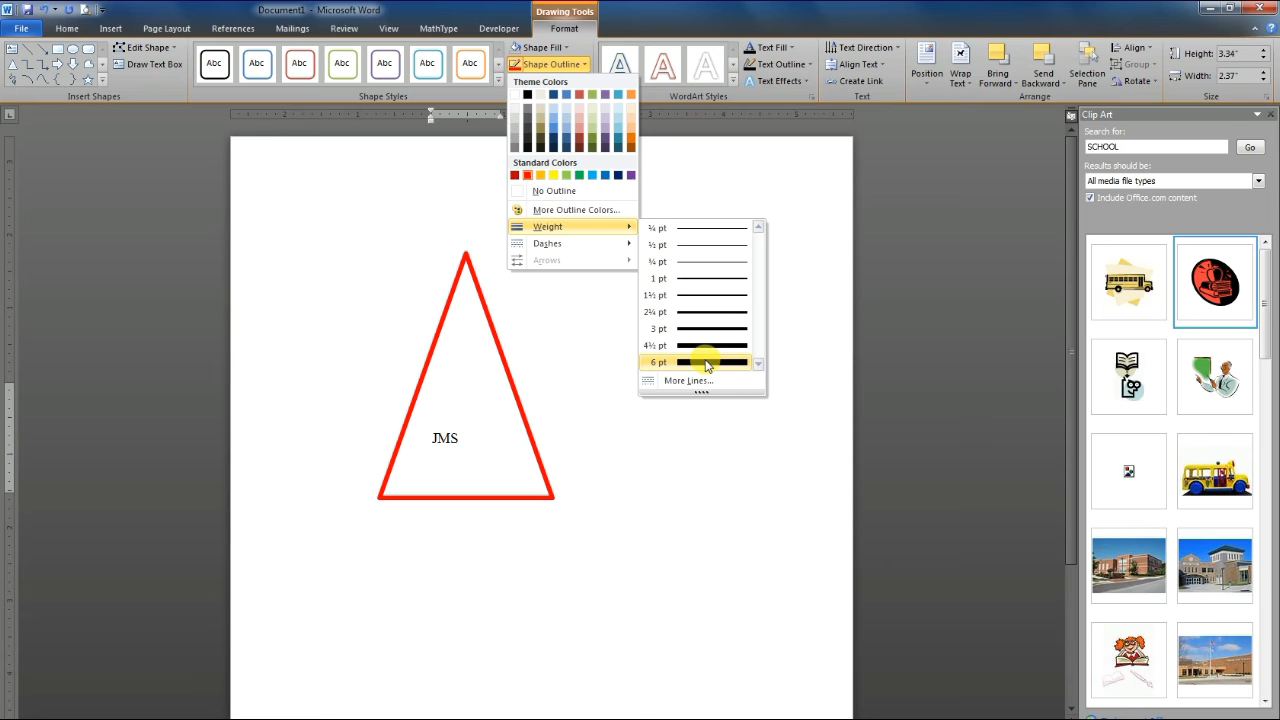 Document1 - Microsoft Word
Drawing Tools
File Home Insert Page Layout References Mailings Review View MathType Developer Format
Edit Shape
Draw Text Box
Insert Shapes
Abc Abc Abc Abc Abc Abc Abc
Shape Styles
Shape Fill
Shape Outline
A A A
WordArt Styles
Text Fill
Text Outline
Text Effects
Text Direction
Align Text
Create Link
Text
Position
Wrap Text
Bring Forward
Send Backward
Selection Pane
Align
Group
Rotate
Arrange
Height: 3.34"
Width: 2.37"
Size
Theme Colors
Standard Colors
No Outline
More Outline Colors...
Weight
Dashes
Arrows
¼ pt
½ pt
¾ pt
1 pt
1½ pt
2¼ pt
3 pt
4½ pt
6 pt
More Lines...
JMS
Clip Art
Search for:
SCHOOL
Go
Results should be:
All media file types
Include Office.com content